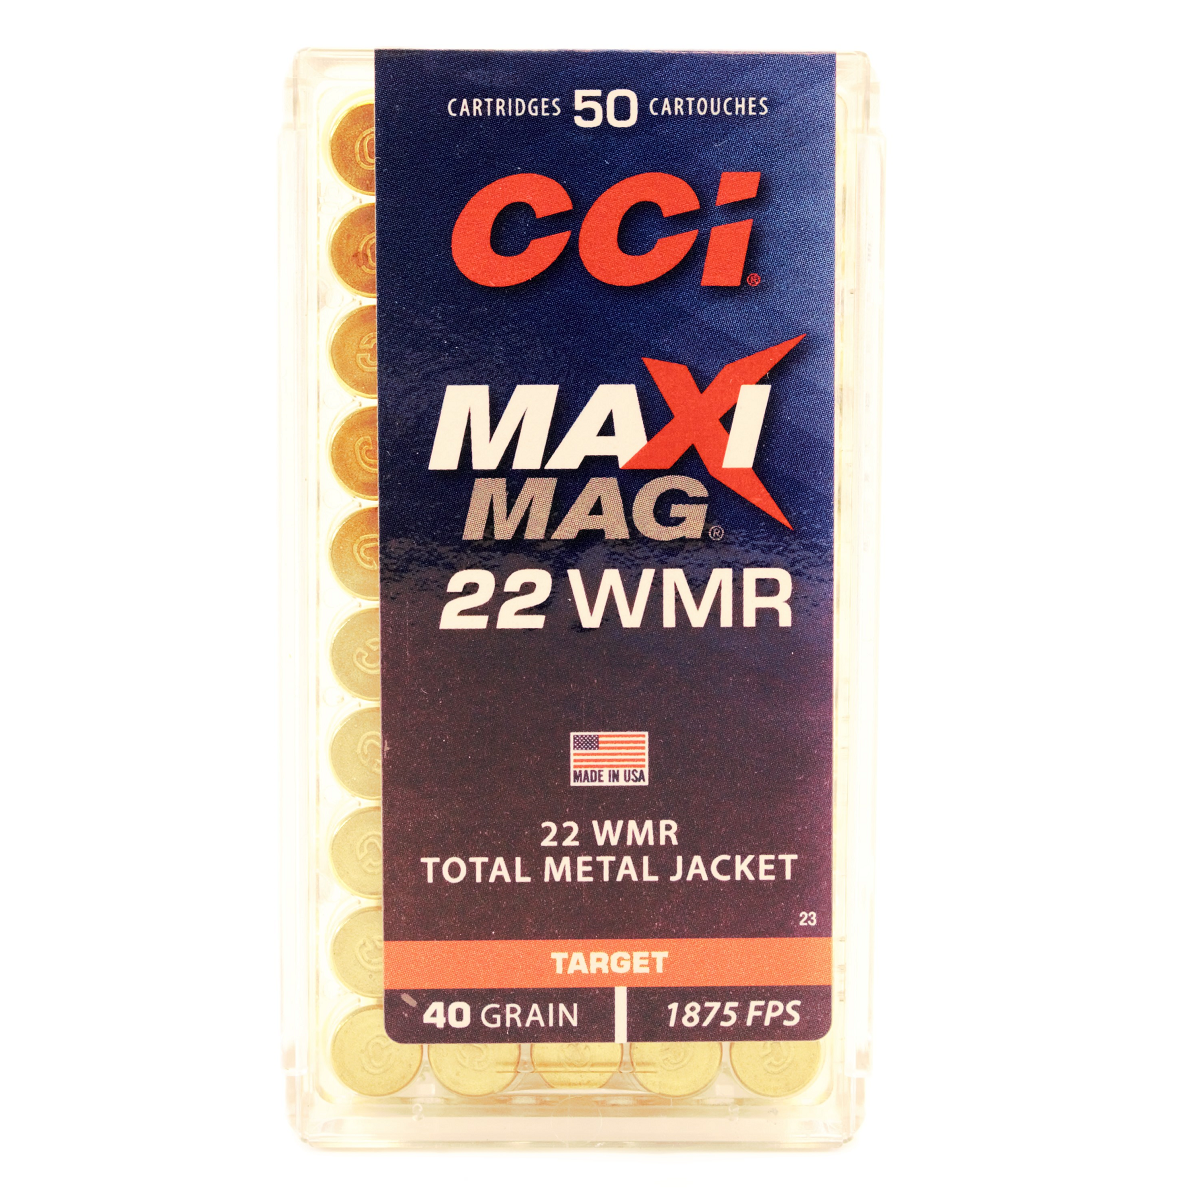 CARTRIDGES 50 CARTOUCHES
CCi®
MAXI
MAG®
22 WMR
MADE IN USA
22 WMR
TOTAL METAL JACKET
23
TARGET
40 GRAIN 1875 FPS